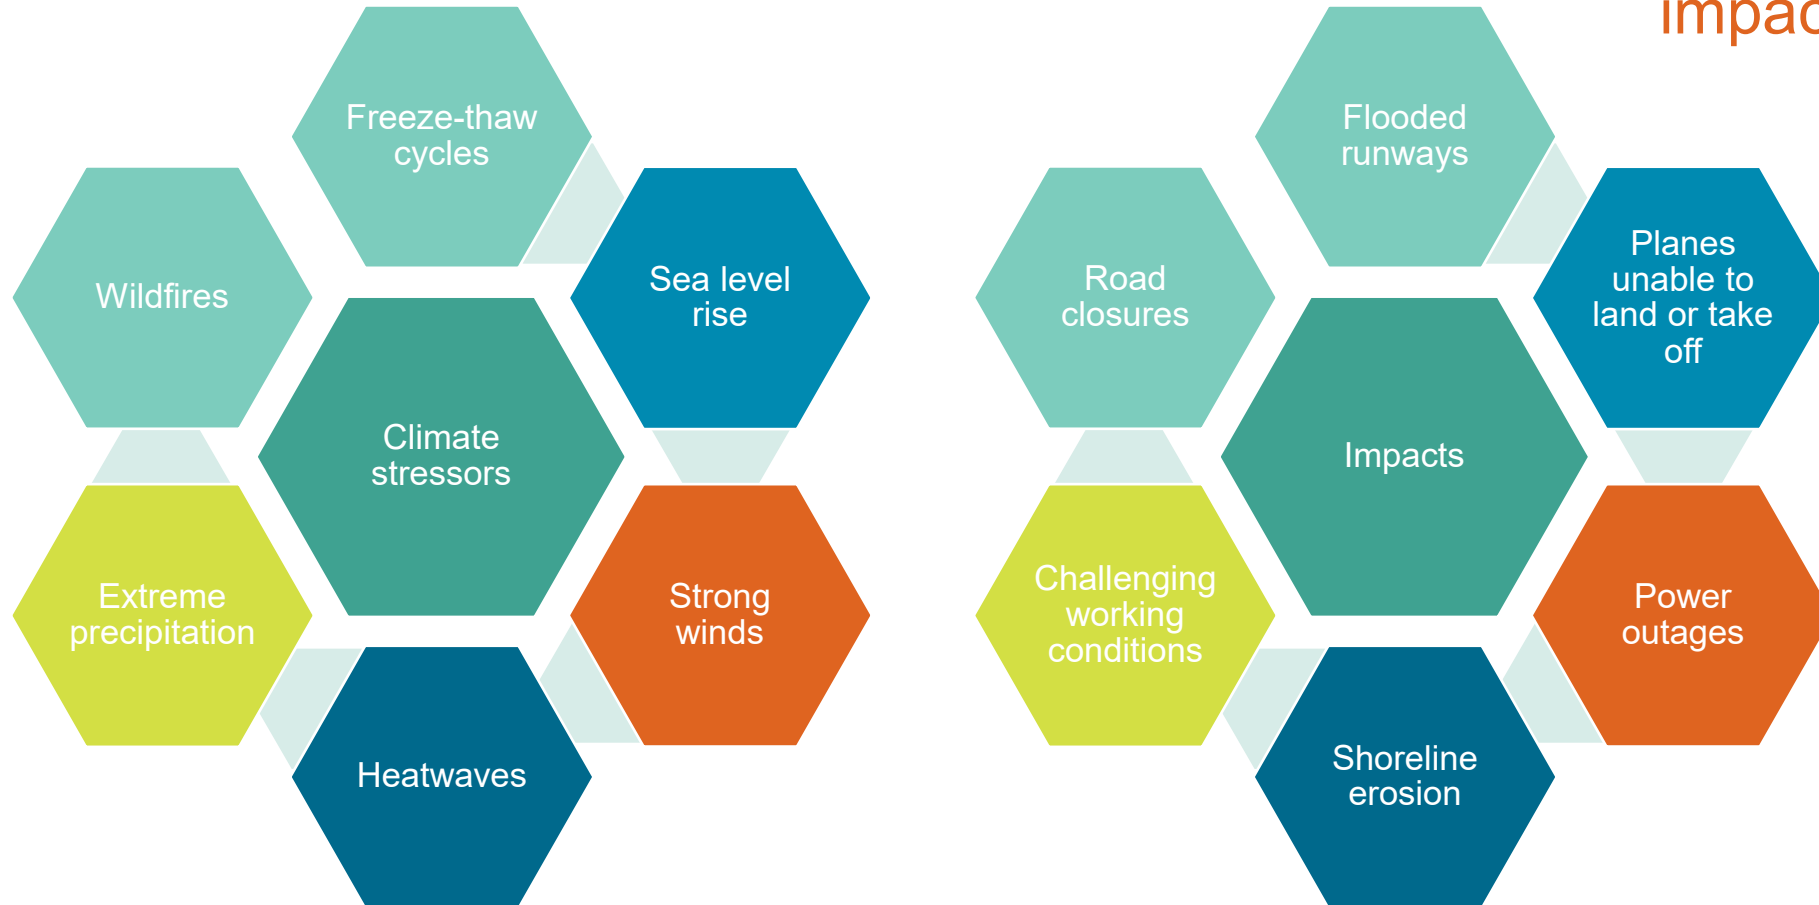 impac
Freeze-thaw
cycles
Sea level
rise
Strong
winds
Heatwaves
Extreme
precipitation
Wildfires
Climate
stressors
Flooded
runways
Planes
unable to
land or take
off
Power
outages
Shoreline
erosion
Challenging
working
conditions
Road
closures
Impacts